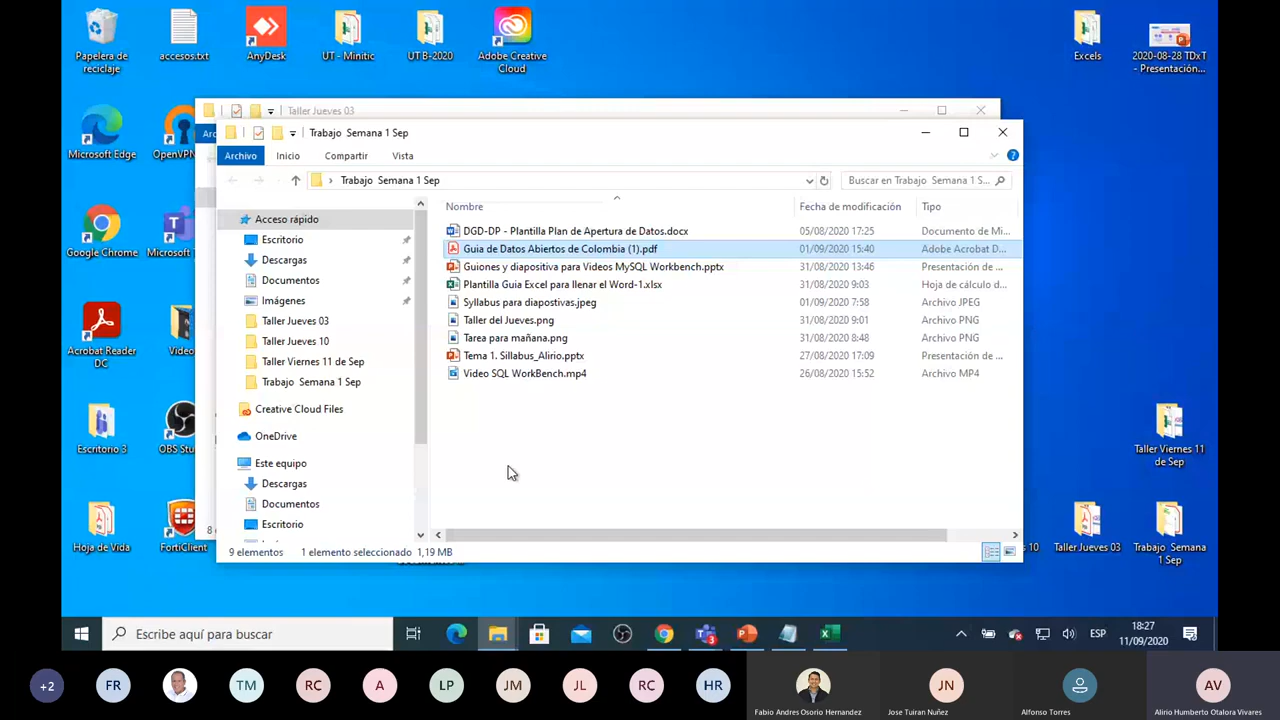 Papelera de
reciclaje
accesos.txt
AnyDesk
UT - Minitic
UT B-2020
Adobe Creative
Cloud
Excels
2020-08-28 TDxT
- Presentación...
Microsoft Edge
OpenVPN
Google Chrome
Microsoft
Acrobat Reader
DC
Video
Escritorio 3
OBS Stu
Hoja de Vida
FortiClient
Taller Viernes 11
de Sep
10
Taller Jueves 03
Trabajo Semana
1 Sep
Taller Jueves 03
Trabajo Semana 1 Sep
Archivo
Inicio
Compartir
Vista
Trabajo Semana 1 Sep
Buscar en Trabajo Semana 1 S...
Acceso rápido
Escritorio
Descargas
Documentos
Imágenes
Taller Jueves 03
Taller Jueves 10
Taller Viernes 11 de Sep
Trabajo Semana 1 Sep
Creative Cloud Files
OneDrive
Este equipo
Descargas
Documentos
Escritorio
Nombre Fecha de modificación Tipo
DGD-DP - Plantilla Plan de Apertura de Datos.docx 05/08/2020 17:25 Documento de Mi...
Guia de Datos Abiertos de Colombia (1).pdf 01/09/2020 15:40 Adobe Acrobat D...
Guiones y diapositiva para Videos MySQL Workbench.pptx 31/08/2020 13:46 Presentación de ...
Plantilla Guia Excel para llenar el Word-1.xlsx 31/08/2020 9:03 Hoja de cálculo d...
Syllabus para diapostivas.jpeg 01/09/2020 7:58 Archivo JPEG
Taller del Jueves.png 31/08/2020 9:01 Archivo PNG
Tarea para mañana.png 31/08/2020 8:48 Archivo PNG
Tema 1. Sillabus_Alirio.pptx 27/08/2020 17:09 Presentación de ...
Video SQL WorkBench.mp4 26/08/2020 15:52 Archivo MP4
9 elementos 1 elemento seleccionado 1,19 MB
Escribe aquí para buscar
ESP
18:27
11/09/2020
+2
FR
TM
RC
A
LP
JM
JL
RC
HR
Fabio Andres Osorio Hernandez
JN
Jose Tuiran Nuñez
Alfonso Torres
AV
Alirio Humberto Otalora Vivares